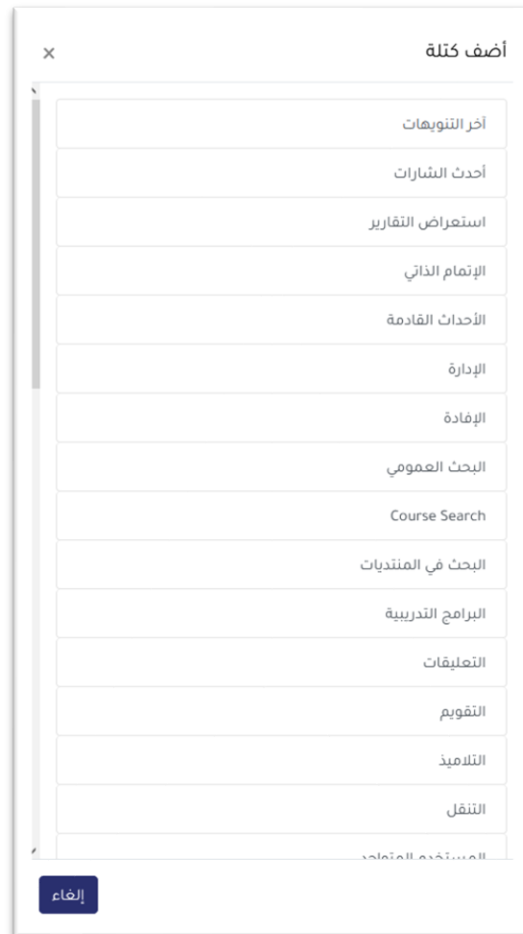 أضف كتلة ×
آخر التنويهات
أحدث الشارات
استعراض التقارير
الإتمام الذاتي
الأحداث القادمة
الإدارة
الإفادة
البحث العمومي
Course Search
البحث في المنتديات
البرامج التدريبية
التعليقات
التقويم
التلاميذ
التنقل
إلغاء